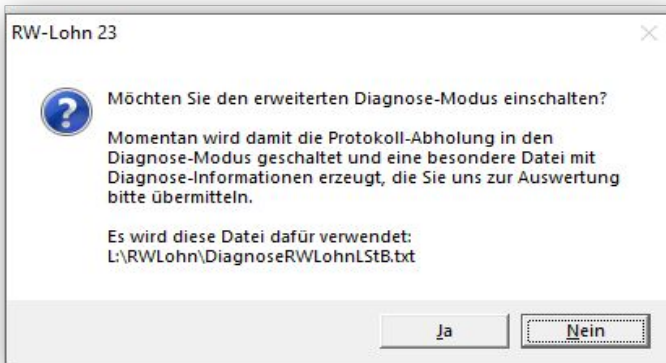 RW-Lohn 23
Möchten Sie den erweiterten Diagnose-Modus einschalten?
Momentan wird damit die Protokoll-Abholung in den
Diagnose-Modus geschaltet und eine besondere Datei mit
Diagnose-Informationen erzeugt, die Sie uns zur Auswertung
bitte übermitteln.
Es wird diese Datei dafür verwendet:
L:\RWLohn\DiagnoseRWLohnLStB.txt
Ja
Nein